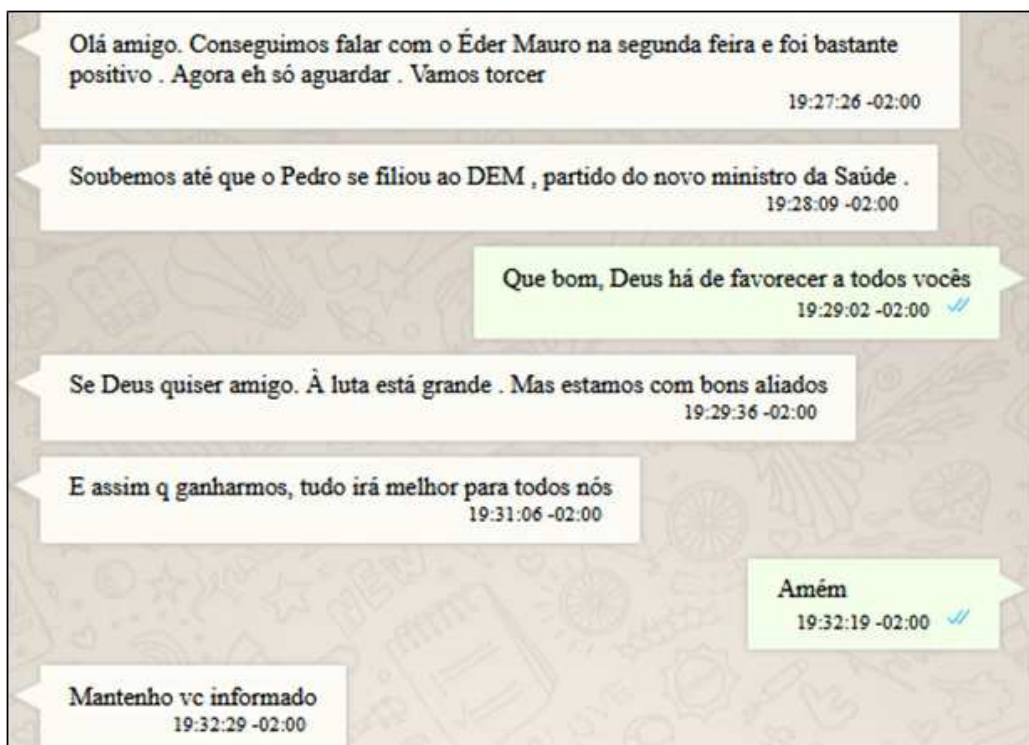 Olá amigo. Conseguimos falar com o Éder Mauro na segunda feira e foi bastante
positivo . Agora eh só aguardar . Vamos torcer
19:27:26 -02:00
Soubemos até que o Pedro se filiou ao DEM , partido do novo ministro da Saúde .
19:28:09 -02:00
Que bom, Deus há de favorecer a todos vocês
19:29:02 -02:00
Se Deus quiser amigo. À luta está grande . Mas estamos com bons aliados
19:29:36 -02:00
E assim q ganharmos, tudo irá melhor para todos nós
19:31:06 -02:00
Amém
19:32:19 -02:00
Mantenho vc informado
19:32:29 -02:00